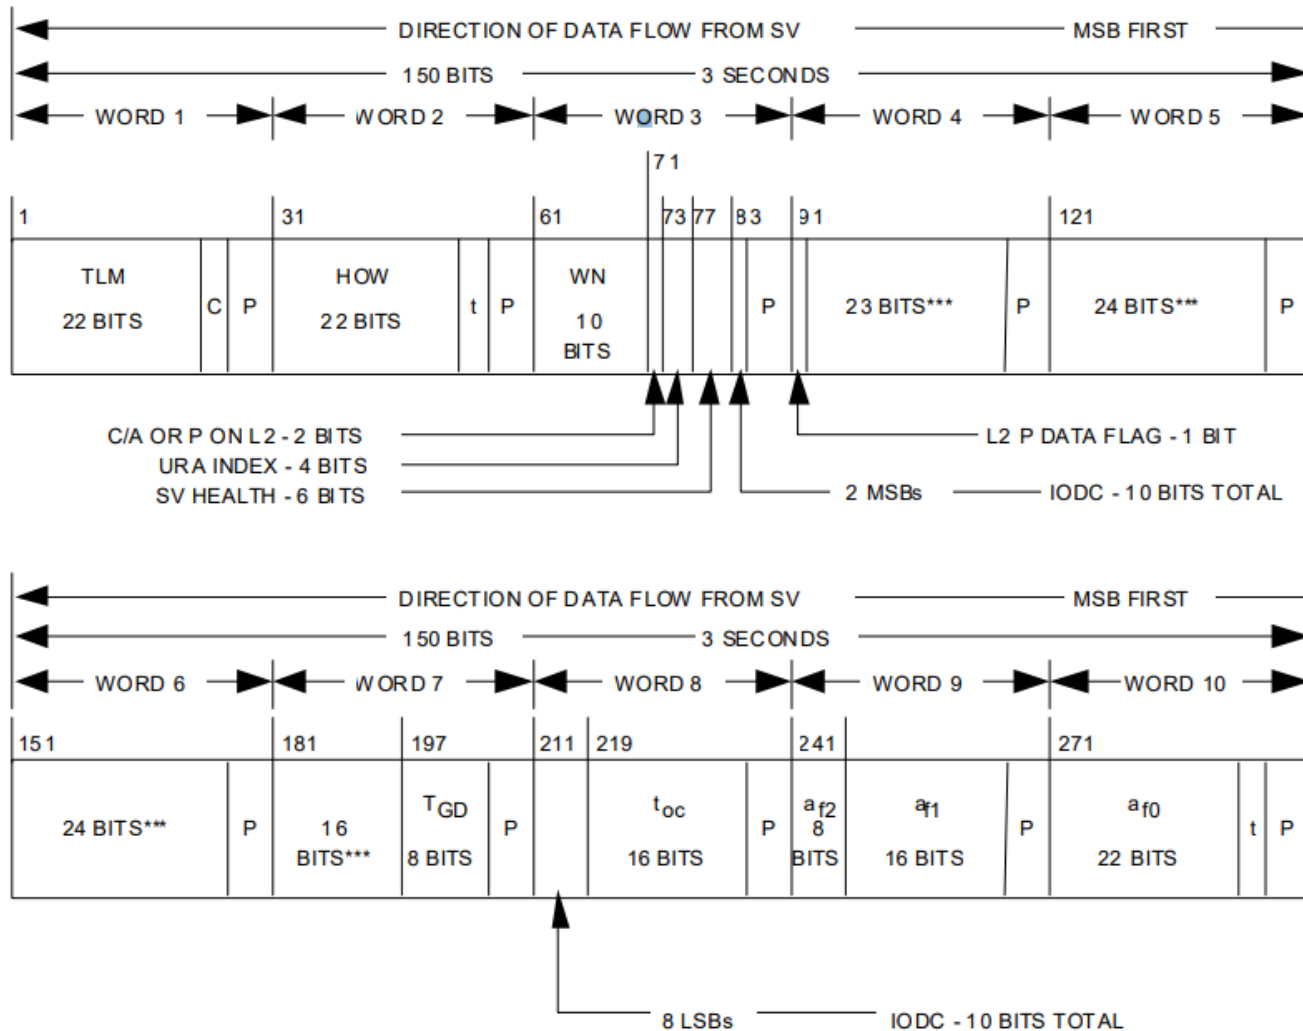 DIRECTION OF DATA FLOW FROM SV MSB FIRST
150 BITS 3 SECONDS
WORD 1 WORD 2 WORD 3 WORD 4 WORD 5
71
1 31 61 73 77 83 91 121
TLM HOW WN
22 BITS C P 22 BITS t P 10 BITS P 23 BITS*** P 24 BITS*** P
C/A OR P ON L2 - 2 BITS L2 P DATA FLAG - 1 BIT
URA INDEX - 4 BITS
SV HEALTH - 6 BITS 2 MSBs IODC - 10 BITS TOTAL
DIRECTION OF DATA FLOW FROM SV MSB FIRST
150 BITS 3 SECONDS
WORD 6 WORD 7 WORD 8 WORD 9 WORD 10
151 181 197 211 219 241 271
TGD toc af2 af1 af0
24 BITS*** P 16 P P 8 P t P
BITS*** 8 BITS 16 BITS BITS 16 BITS 22 BITS
8 LSBs IODC - 10 BITS TOTAL